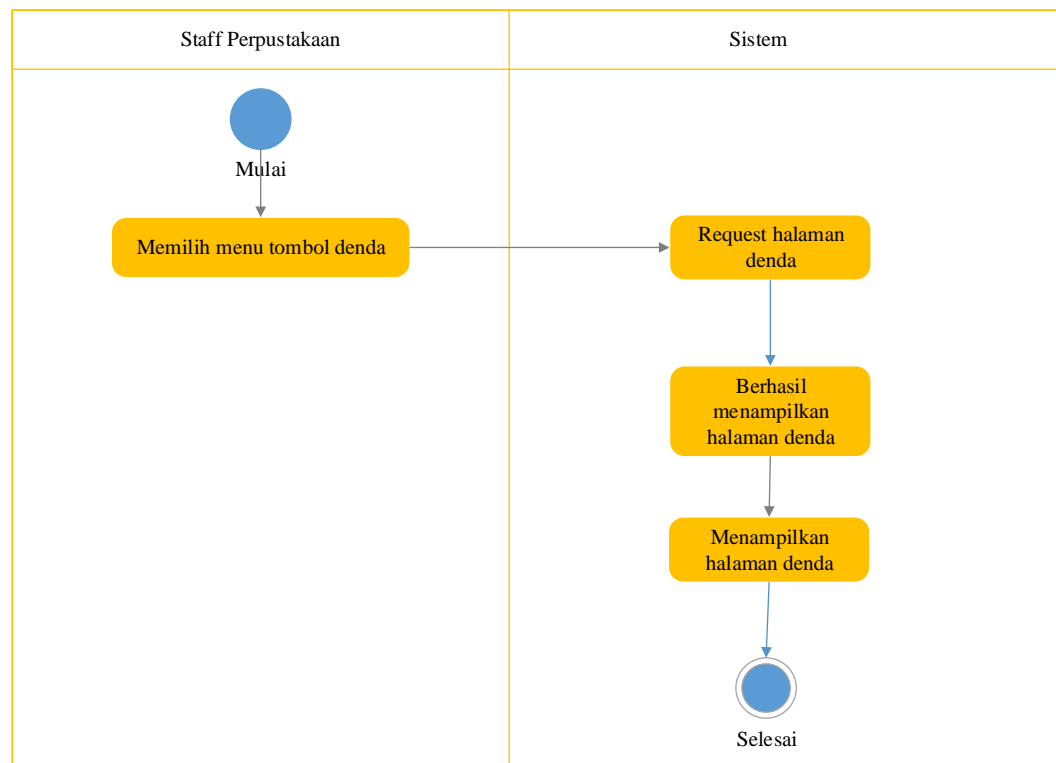 Staff Perpustakaan
Sistem
Mulai
Memilih menu tombol denda
Request halaman
denda
Berhasil
menampilkan
halaman denda
Menampilkan
halaman denda
Selesai